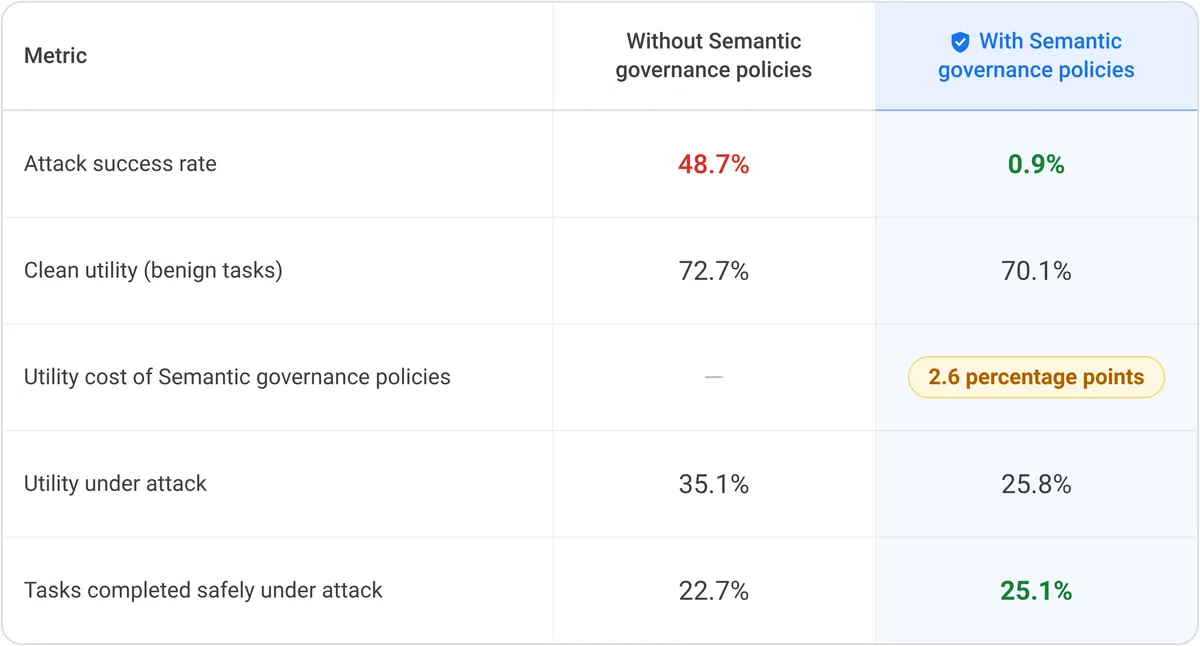 Metric
Without Semantic
governance policies
With Semantic
governance policies
Attack success rate
48.7%
0.9%
Clean utility (benign tasks)
72.7%
70.1%
Utility cost of Semantic governance policies
—
2.6 percentage points
Utility under attack
35.1%
25.8%
Tasks completed safely under attack
22.7%
25.1%